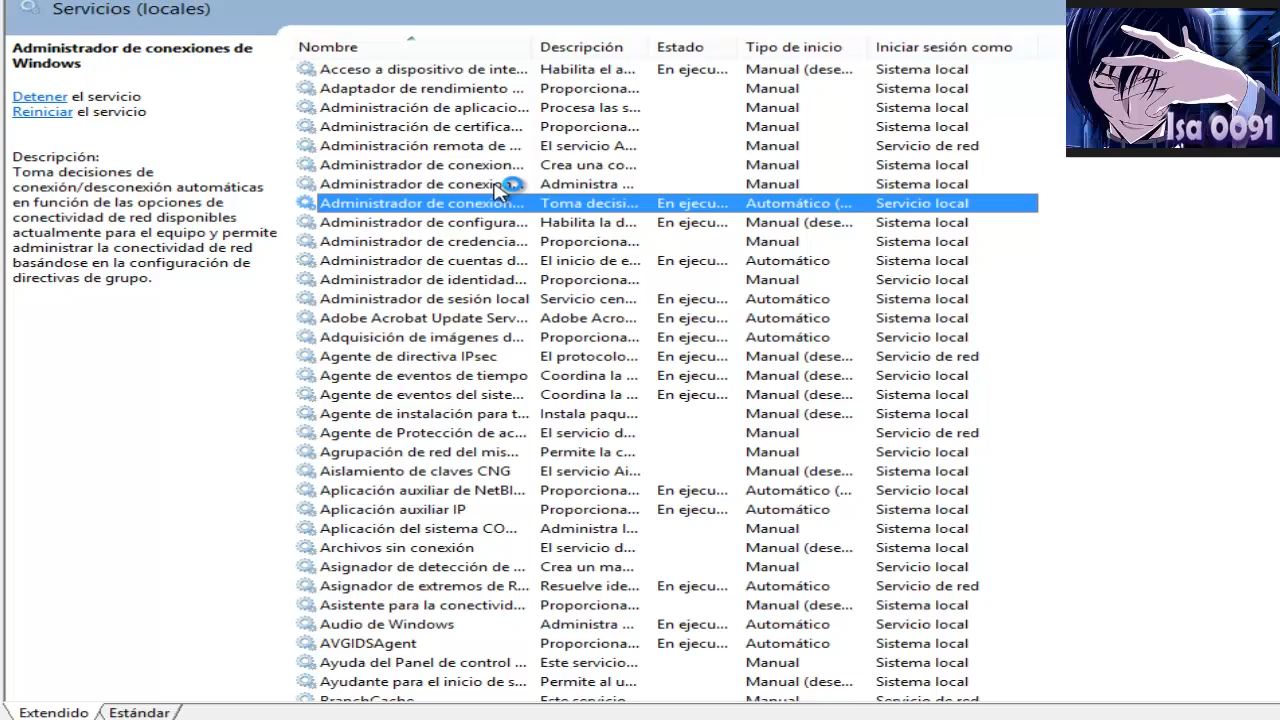 Servicios (locales)
Administrador de conexiones de
Windows
Detener el servicio
Reiniciar el servicio
Descripción:
Toma decisiones de
conexión/desconexión automáticas
en función de las opciones de
conectividad de red disponibles
actualmente para el equipo y permite
administrar la conectividad de red
basándose en la configuración de
directivas de grupo.
Nombre Descripción Estado Tipo de inicio Iniciar sesión como
Acceso a dispositivo de inte... Habilita el a... En ejecu... Manual (dese... Sistema local
Adaptador de rendimiento ... Proporciona... Manual Sistema local
Administración de aplicacio... Procesa las s... Manual Sistema local
Administración de certifica... Proporciona... Manual Sistema local
Administración remota de ... El servicio A... Manual Servicio de red
Administrador de conexion... Crea una co... Manual Sistema local
Administrador de conexion... Administra ... Manual Sistema local
Administrador de conexion... Toma decisi... En ejecu... Automático (... Servicio local
Administrador de configura... Habilita la d... En ejecu... Manual (dese... Sistema local
Administrador de credencia... Proporciona... Manual Sistema local
Administrador de cuentas d... El inicio de e... En ejecu... Automático Sistema local
Administrador de identidad... Proporciona... Manual Servicio local
Administrador de sesión local Servicio cen... En ejecu... Automático Sistema local
Adobe Acrobat Update Serv... Adobe Acro... En ejecu... Automático Sistema local
Adquisición de imágenes d... Proporciona... En ejecu... Automático Servicio local
Agente de directiva IPsec El protocolo... En ejecu... Manual (dese... Servicio de red
Agente de eventos de tiempo Coordina la ... En ejecu... Manual (dese... Servicio local
Agente de eventos del siste... Coordina la ... En ejecu... Manual (dese... Sistema local
Agente de instalación para t... Instala paqu... Manual (dese... Sistema local
Agente de Protección de ac... El servicio d... Manual Servicio de red
Agrupación de red del mis... Permite la c... Manual Servicio local
Aislamiento de claves CNG El servicio Ai... Manual (dese... Sistema local
Aplicación auxiliar de NetBI... Proporciona... En ejecu... Automático (... Servicio local
Aplicación auxiliar IP Proporciona... En ejecu... Automático Sistema local
Aplicación del sistema CO... Administra l... Manual Sistema local
Archivos sin conexión El servicio d... Manual (dese... Sistema local
Asignador de detección de ... Crea un ma... Manual Servicio local
Asignador de extremos de R... Resuelve ide... En ejecu... Automático Servicio de red
Asistente para la conectivid... Proporciona... Manual (dese... Sistema local
Audio de Windows Administra ... En ejecu... Automático Servicio local
AVGIDSAgent Proporciona... En ejecu... Automático Sistema local
Ayuda del Panel de control ... Este servicio... Manual Sistema local
Ayudante para el inicio de s... Permite al u... Manual (dese... Sistema local
BranchCache Este servicio... Manual Servicio de red
Extendido Estándar
Isa 0091